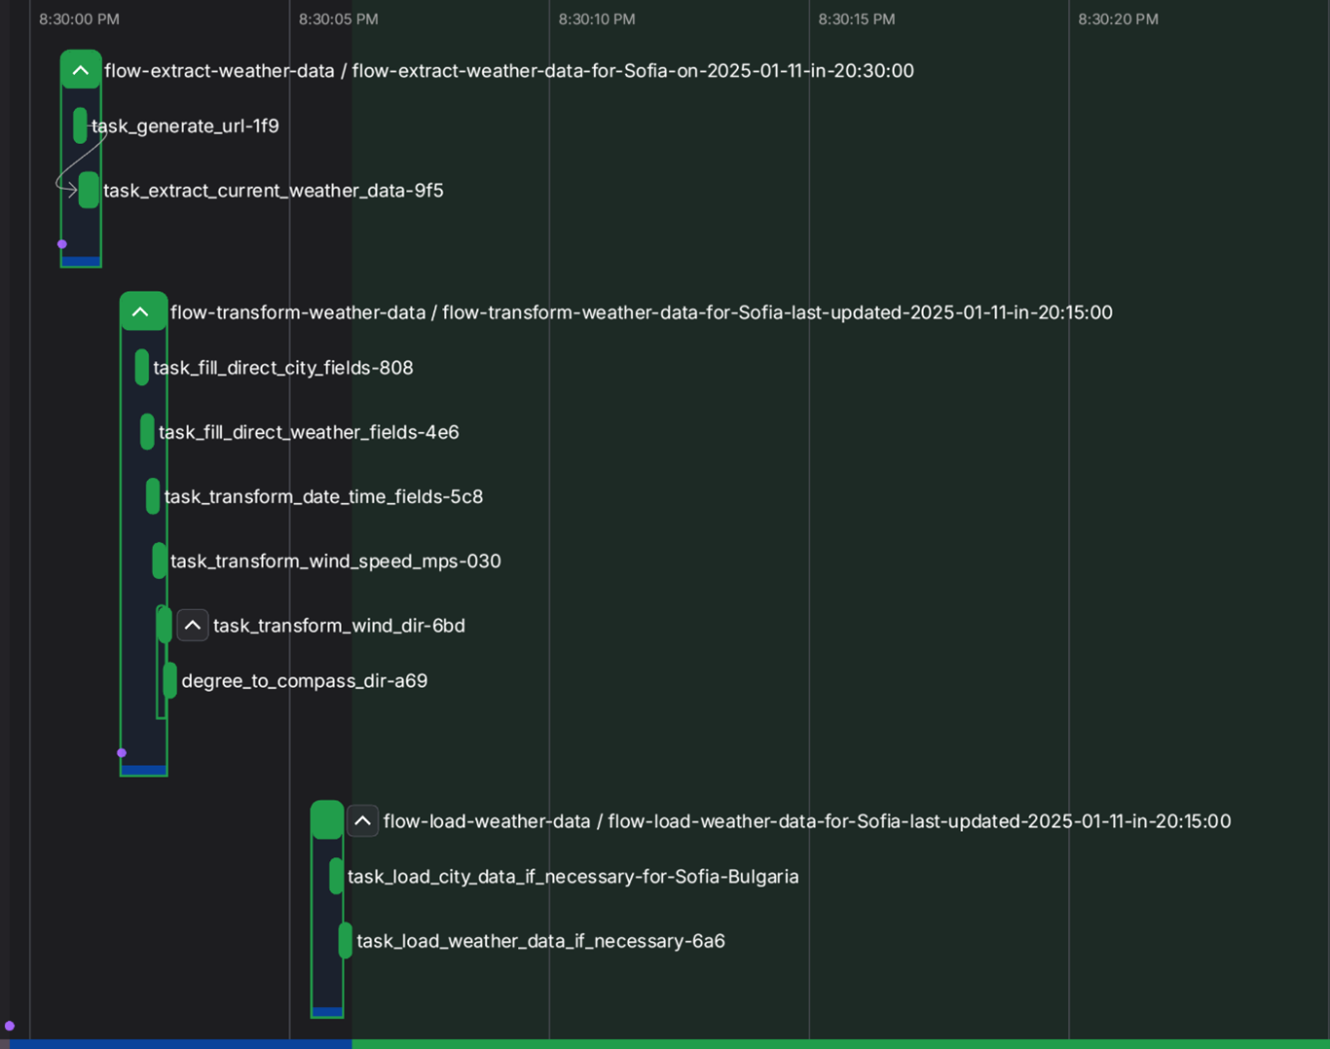 8:30:00 PM 8:30:05 PM 8:30:10 PM 8:30:15 PM 8:30:20 PM
flow-extract-weather-data / flow-extract-weather-data-for-Sofia-on-2025-01-11-in-20:30:00
task_generate_url-1f9
task_extract_current_weather_data-9f5
flow-transform-weather-data / flow-transform-weather-data-for-Sofia-last-updated-2025-01-11-in-20:15:00
task_fill_direct_city_fields-808
task_fill_direct_weather_fields-4e6
task_transform_date_time_fields-5c8
task_transform_wind_speed_mps-030
task_transform_wind_dir-6bd
degree_to_compass_dir-a69
flow-load-weather-data / flow-load-weather-data-for-Sofia-last-updated-2025-01-11-in-20:15:00
task_load_city_data_if_necessary-for-Sofia-Bulgaria
task_load_weather_data_if_necessary-6a6